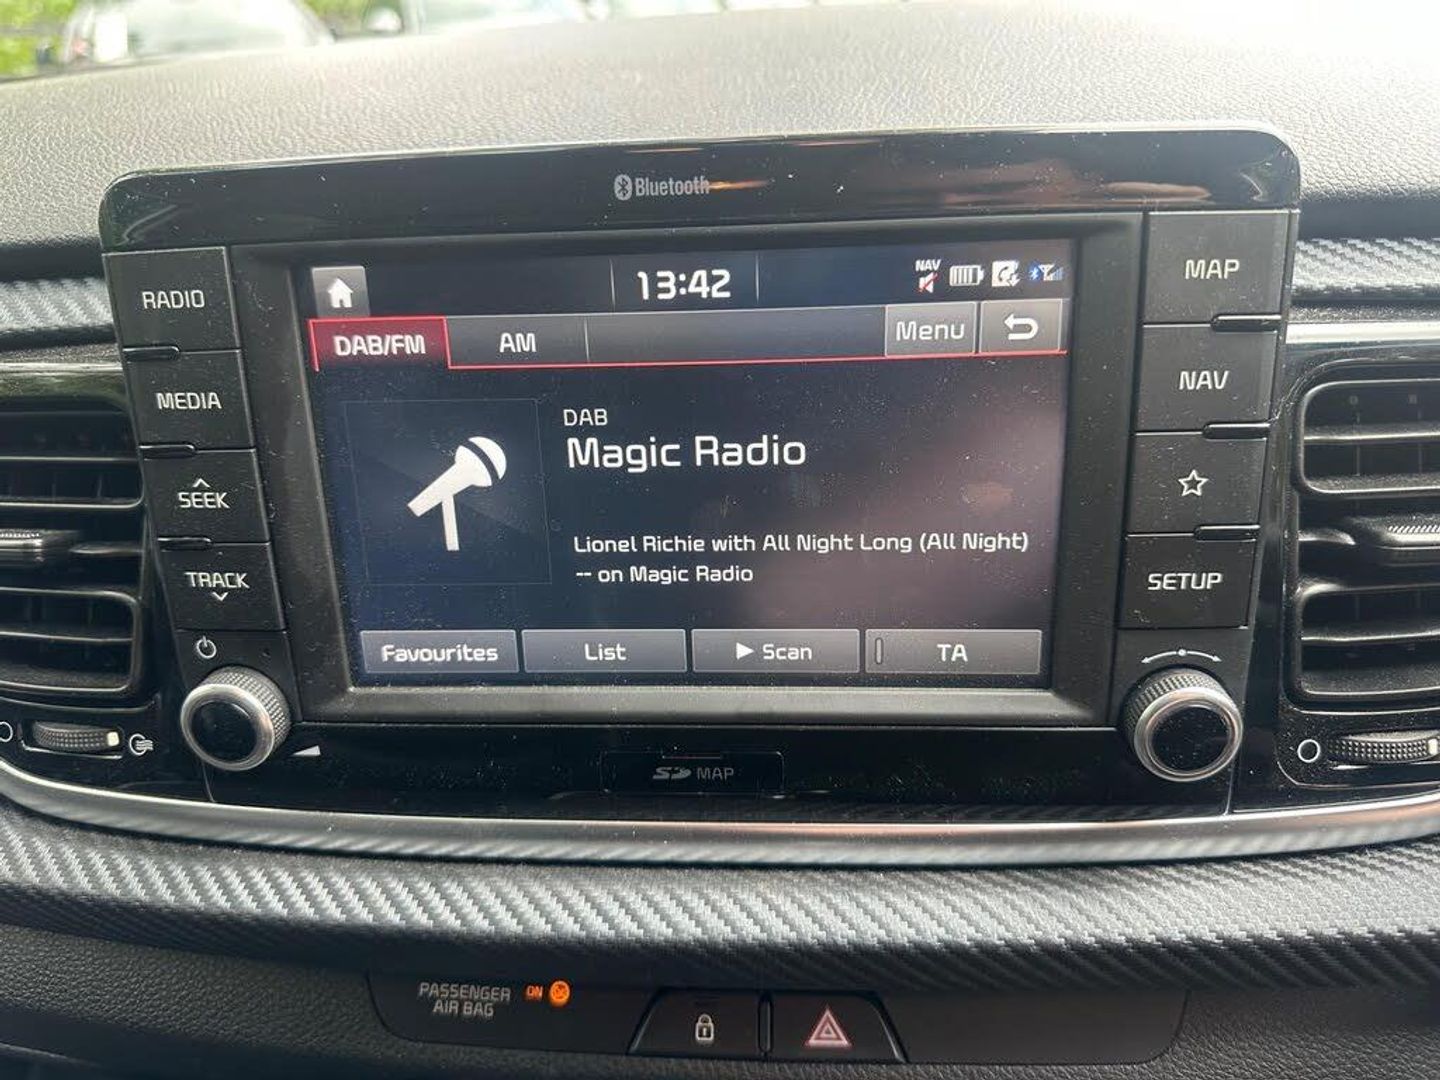 Bluetooth
RADIO
MEDIA
SEEK
TRACK
13:42
NAV
DAB/FM
AM
Menu
DAB
Magic Radio
Lionel Richie with All Night Long (All Night)
-- on Magic Radio
Favourites
List
Scan
TA
MAP
NAV
SETUP
SD MAP
PASSENGER
AIR BAG
ON